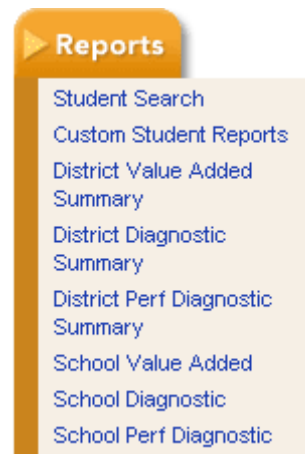 Reports
Student Search
Custom Student Reports
District Value Added
Summary
District Diagnostic
Summary
District Perf Diagnostic
Summary
School Value Added
School Diagnostic
School Perf Diagnostic